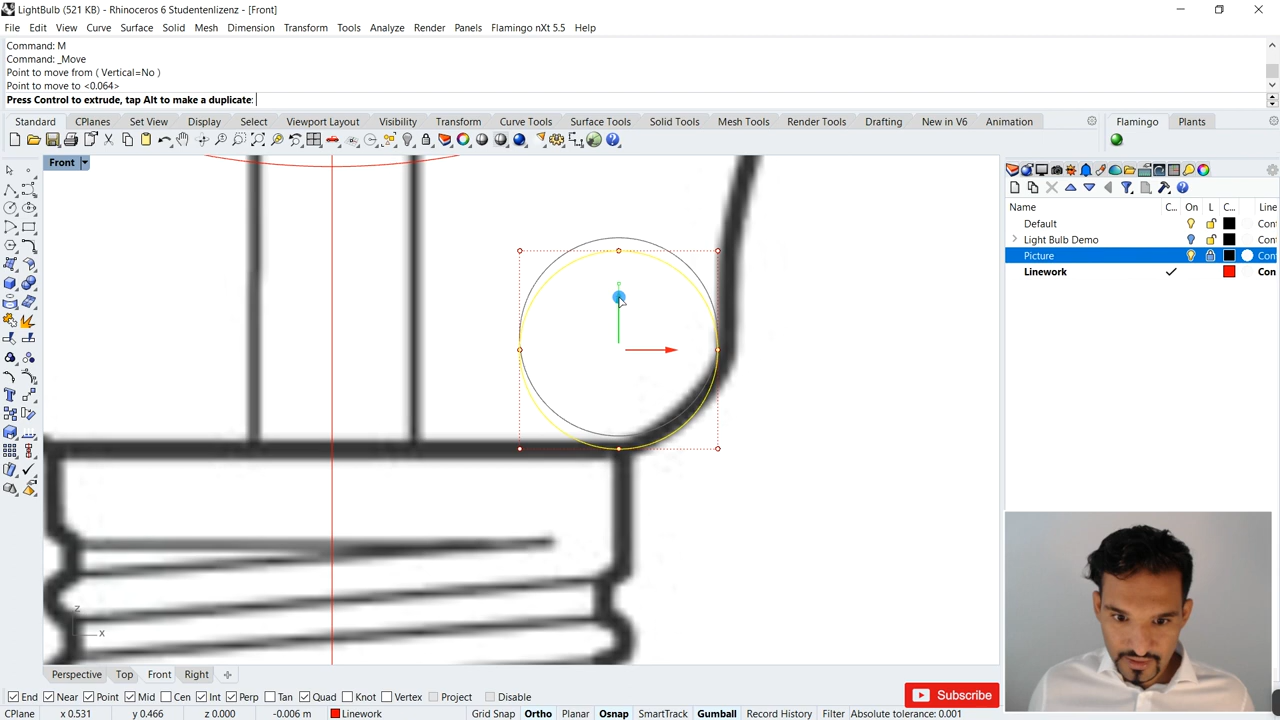 LightBulb (521 KB) - Rhinoceros 6 Studentenlizenz - [Front]
File Edit View Curve Surface Solid Mesh Dimension Transform Tools Analyze Render Panels Flamingo nXt 5.5 Help
Command: M
Command: _Move
Point to move from ( Vertical=No )
Point to move to <0.064>
Press Control to extrude, tap Alt to make a duplicate:
Standard CPlanes Set View Display Select Viewport Layout Visibility Transform Curve Tools Surface Tools Solid Tools Mesh Tools Render Tools Drafting New in V6 Animation
Flamingo Plants
Front
Name C... On L C... Line
Default Con
Light Bulb Demo Con
Picture Con
Linework Con
z
x
Perspective Top Front Right
Subscribe
End Near Point Mid Cen Int Perp Tan Quad Knot Vertex Project Disable
CPlane x 0.531 y 0.466 z 0.000 -0.006 m Linework Grid Snap Ortho Planar Osnap SmartTrack Gumball Record History Filter Absolute tolerance: 0.001